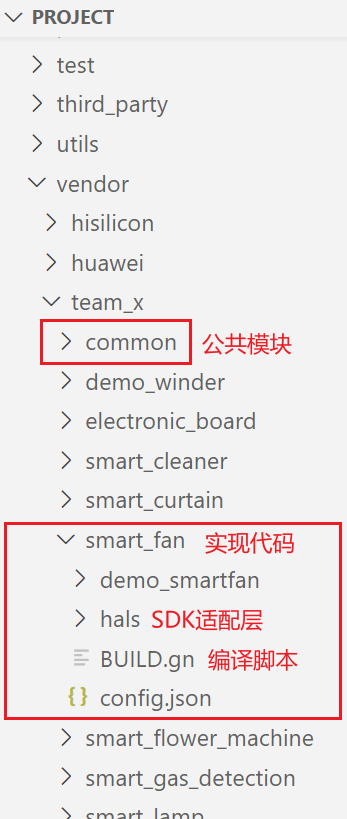 PROJECT
test
third_party
utils
vendor
hisilicon
huawei
team_x
common 公共模块
demo_winder
electronic_board
smart_cleaner
smart_curtain
smart_fan 实现代码
demo_smartfan
hals SDK适配层
BUILD.gn 编译脚本
{} config.json
smart_flower_machine
smart_gas_detection
smart_lamp